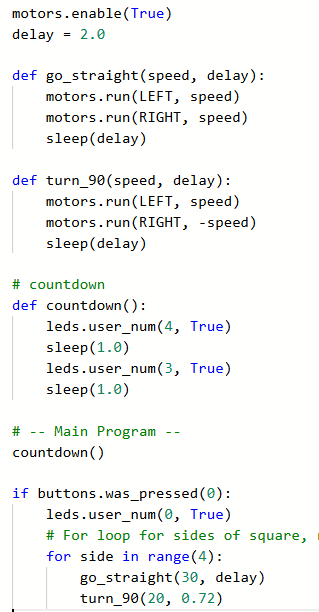 motors.enable(True)
delay = 2.0

def go_straight(speed, delay):
    motors.run(LEFT, speed)
    motors.run(RIGHT, speed)
    sleep(delay)

def turn_90(speed, delay):
    motors.run(LEFT, speed)
    motors.run(RIGHT, -speed)
    sleep(delay)

# countdown
def countdown():
    leds.user_num(4, True)
    sleep(1.0)
    leds.user_num(3, True)
    sleep(1.0)

# -- Main Program --
countdown()

if buttons.was_pressed(0):
    leds.user_num(0, True)
    # For loop for sides of square,
    for side in range(4):
        go_straight(30, delay)
        turn_90(20, 0.72)